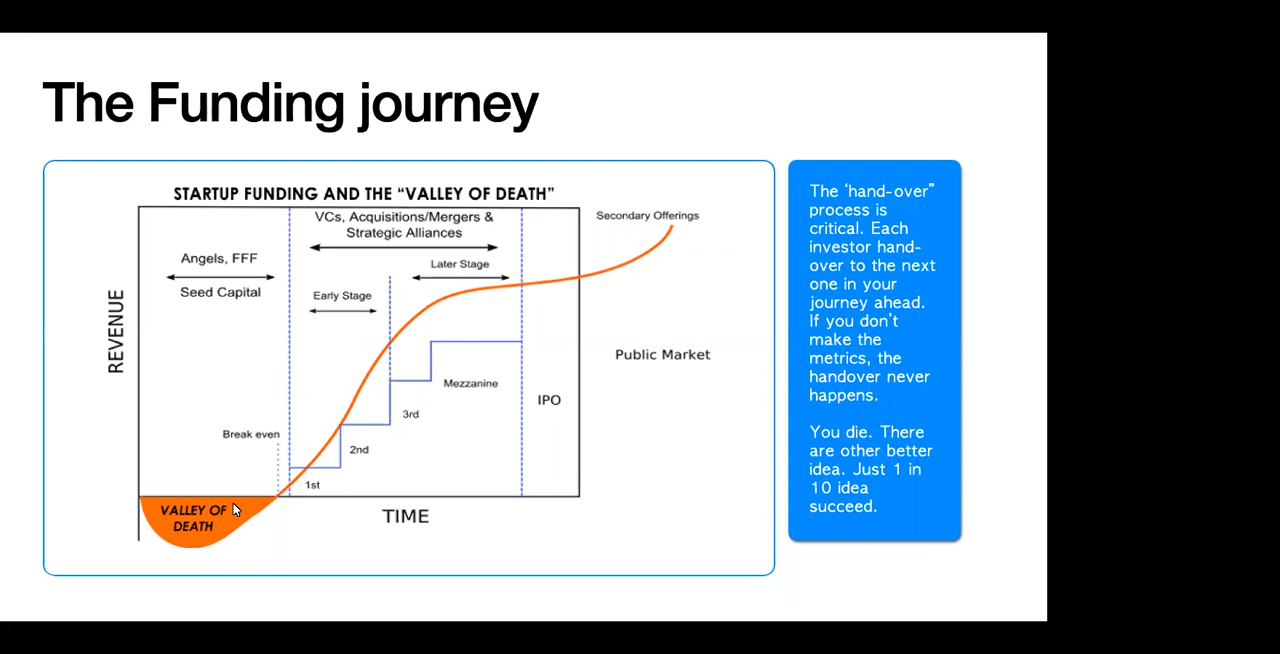 The Funding journey
STARTUP FUNDING AND THE “VALLEY OF DEATH”
VCs, Acquisitions/Mergers &
Strategic Alliances
Secondary Offerings
Angels, FFF
Later Stage
Seed Capital
Early Stage
REVENUE
Public Market
Mezzanine
IPO
3rd
Break even
2nd
1st
VALLEY OF
DEATH
TIME
The ‘hand-over”
process is
critical. Each
investor hand-
over to the next
one in your
journey ahead.
If you don’t
make the
metrics, the
handover never
happens.
You die. There
are other better
idea. Just 1 in
10 idea
succeed.